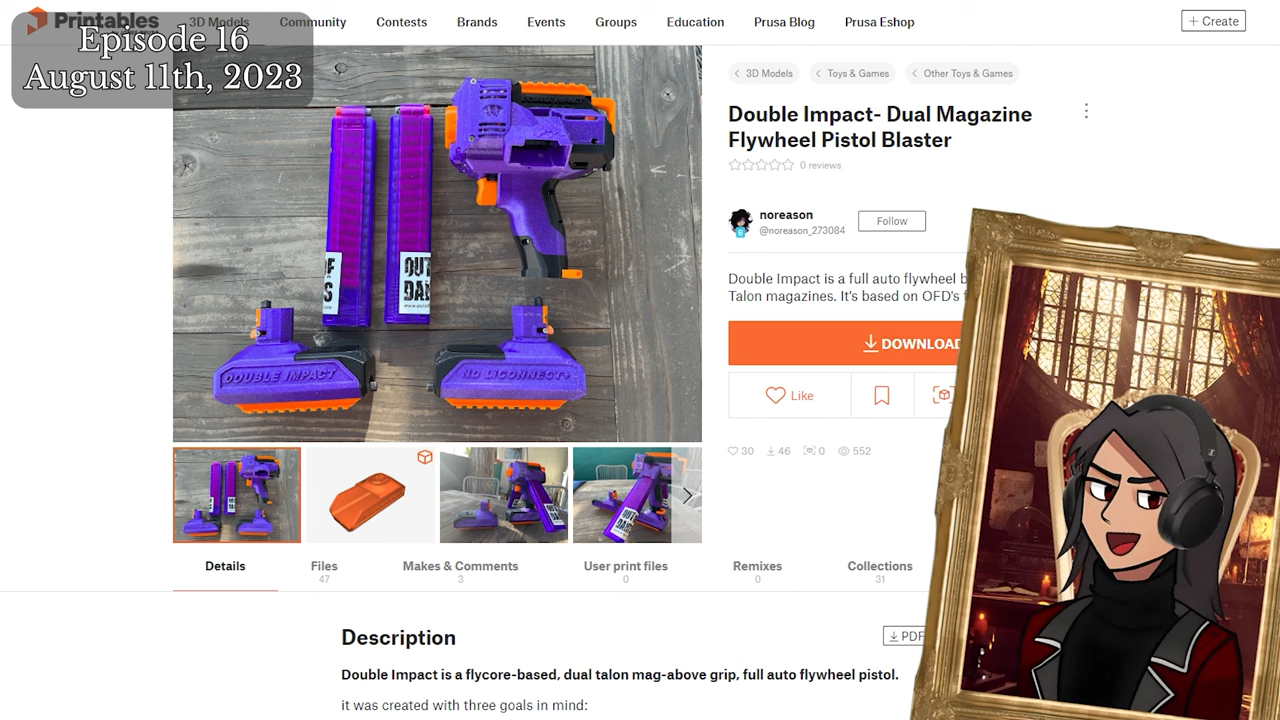 Printables
3D Models
Community
Contests
Brands
Events
Groups
Education
Prusa Blog
Prusa Eshop
+ Create
Episode 16
August 11th, 2023
3D Models
Toys & Games
Other Toys & Games
Double Impact- Dual Magazine
Flywheel Pistol Blaster
0 reviews
noreason
@noreason_273084
Follow
Double Impact is a full auto flywheel
Talon magazines. It's based on OFD's
DOWNLOAD
Like
30
46
0
552
OUT
DA
DOUBLE IMPACT
Details
Files
47
Makes & Comments
3
User print files
0
Remixes
0
Collections
31
Description
PDF
Double Impact is a flycore-based, dual talon mag-above grip, full auto flywheel pistol.
it was created with three goals in mind: